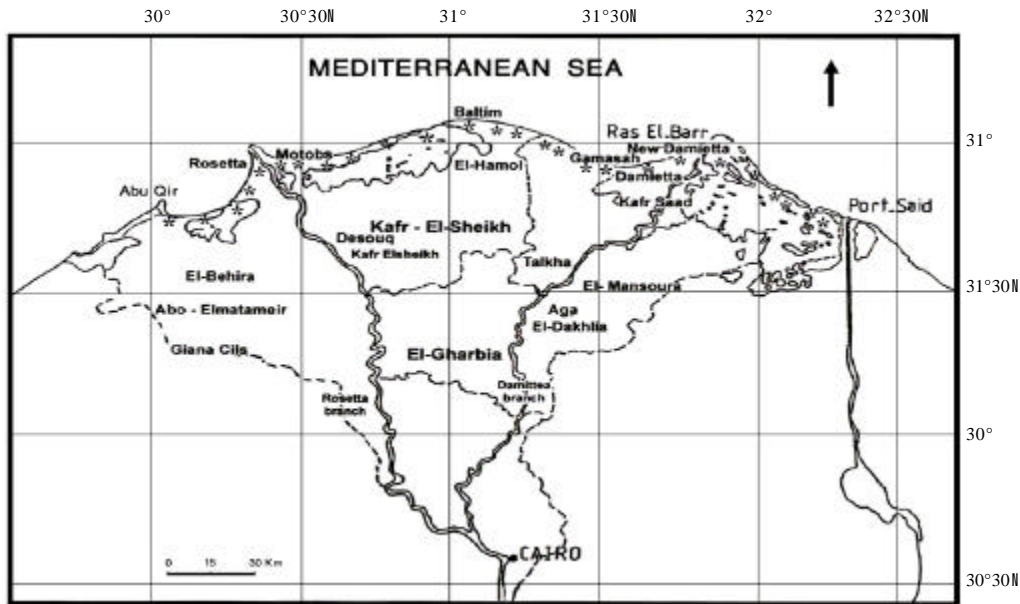 30° 30°30N 31° 31°30N 32° 32°30N
MEDITERRANEAN SEA
Baltim
Ras El.Barr
31°
Motobs
New Damietta
Rosetta
El-Hamol
Gamasah
Damietta
Abu Qir
Kafr Saad
Port.Said
Kafr - El-Sheikh
Desouq
Kafr Elsheikh
Talkha
El-Behira
El-Mansoura
31°30N
Abo - Elmatameir
Aga
El-Dakhlia
Giana Cils
El-Gharbia
Rosetta
branch
Damittea
branch
30°
CAIRO
0 15 30 Km
30°30N